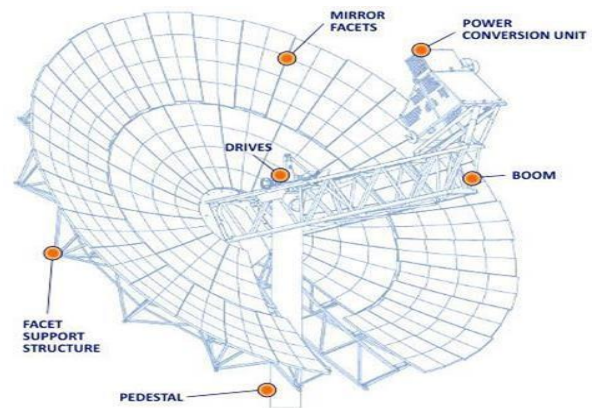 MIRROR
FACETS
POWER
CONVERSION UNIT
DRIVES
BOOM
FACET
SUPPORT
STRUCTURE
PEDESTAL